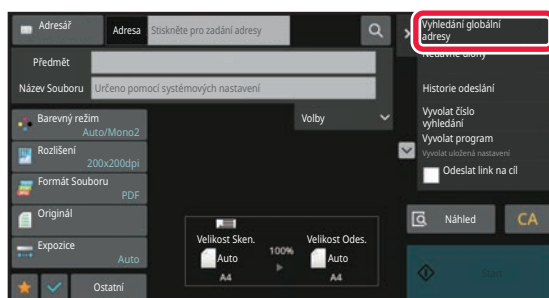 Adresář
Adresa
Stiskněte pro zadání adresy
Vyhledání globální
adresy
Předmět
Název Souboru
Určeno pomocí systémových nastavení
Historie odeslání
Barevný režim
Auto/Mono2
Volby
Vyvolat číslo
vyhledání
Vyvolat program
Vyvolat uložená nastavení
Rozlišení
200x200dpi
Odeslat link na cíl
Formát Souboru
PDF
Originál
Náhled
CA
Velikost Sken.
100%
Velikost Odes.
Auto
A4
Auto
A4
Expozice
Auto
Start
Ostatní